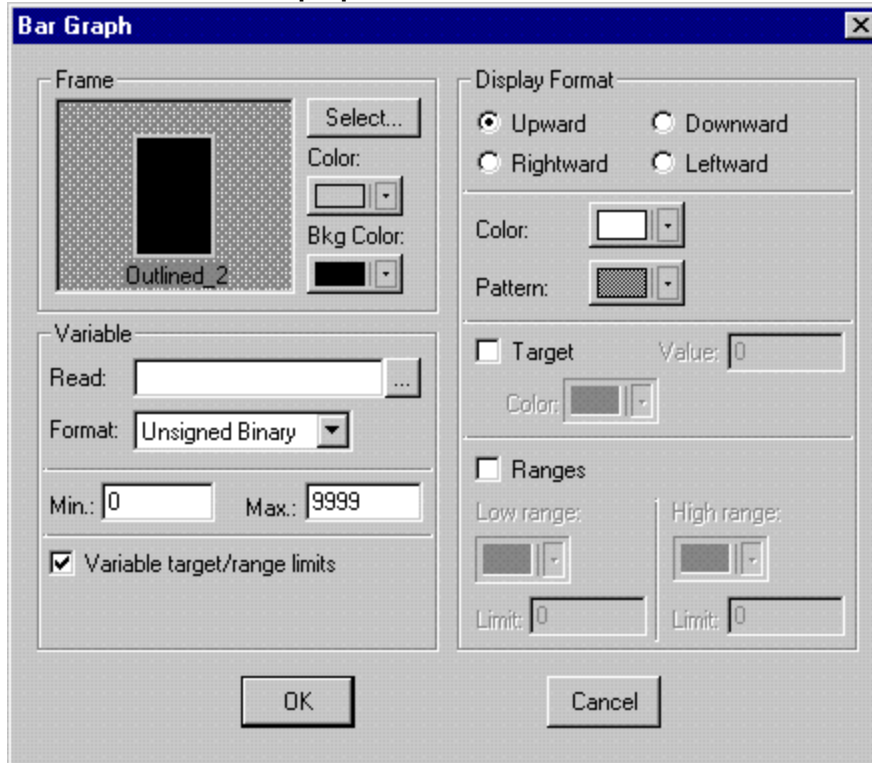 Bar Graph
Frame
Select...
Color:
Bkg Color:
Outlined_2
Variable
Read:
...
Format: Unsigned Binary
Min.: 0 Max.: 9999
Variable target/range limits
Display Format
Upward Downward
Rightward Leftward
Color:
Pattern:
Target Value: 0
Color:
Ranges
Low range: High range:
Limit: 0 Limit: 0
OK Cancel